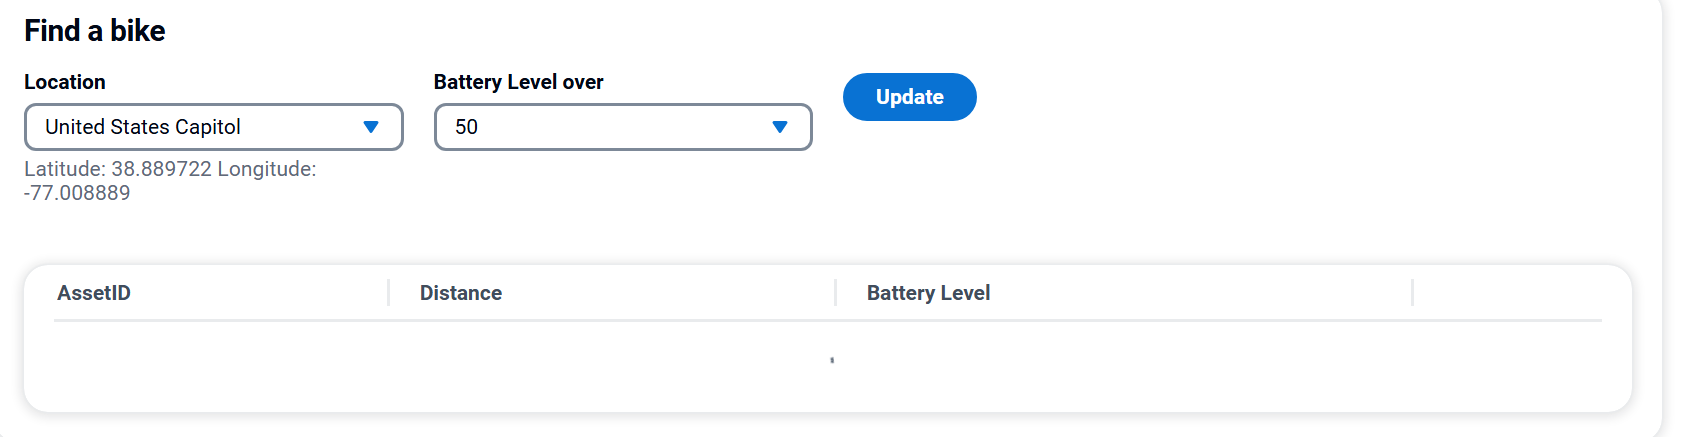 Find a bike
Location
Battery Level over
Update
United States Capitol
50
Latitude: 38.889722 Longitude:
-77.008889
AssetID
Distance
Battery Level